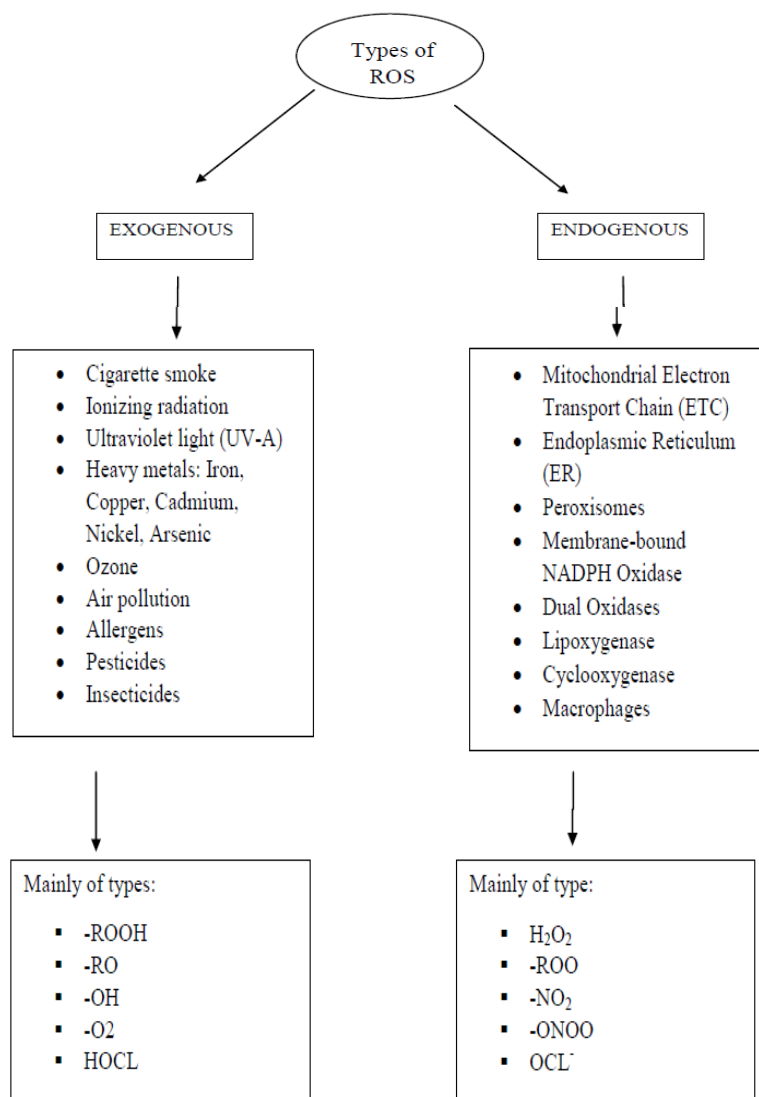 Types of
ROS
EXOGENOUS
ENDOGENOUS
• Cigarette smoke
• Ionizing radiation
• Ultraviolet light (UV-A)
• Heavy metals: Iron,
Copper, Cadmium,
Nickel, Arsenic
• Ozone
• Air pollution
• Allergens
• Pesticides
• Insecticides
• Mitochondrial Electron
Transport Chain (ETC)
• Endoplasmic Reticulum
(ER)
• Peroxisomes
• Membrane-bound
NADPH Oxidase
• Dual Oxidases
• Lipoxygenase
• Cyclooxygenase
• Macrophages
Mainly of types:
▪ -ROOH
▪ -RO
▪ -OH
▪ -O2
▪ HOCL
Mainly of type:
▪ H₂O₂
▪ -ROO
▪ -NO₂
▪ -ONOO
▪ OCL⁻